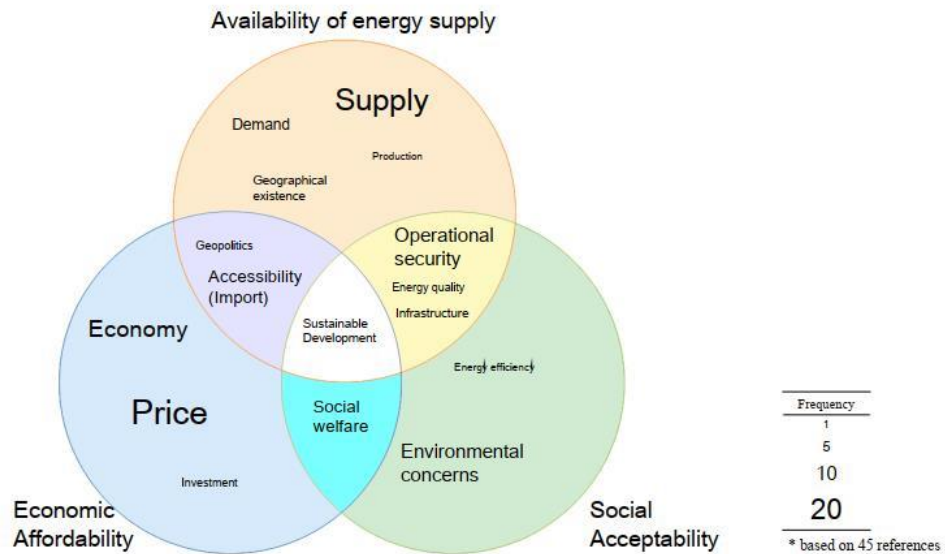 Availability of energy supply
Supply
Demand
Production
Geographical
existence
Geopolitics
Accessibility
(Import)
Operational
security
Energy quality
Infrastructure
Sustainable
Development
Economy
Price
Investment
Social
welfare
Energy efficiency
Environmental
concerns
Economic
Affordability
Social
Acceptability
Frequency
1
5
10
20
* based on 45 references